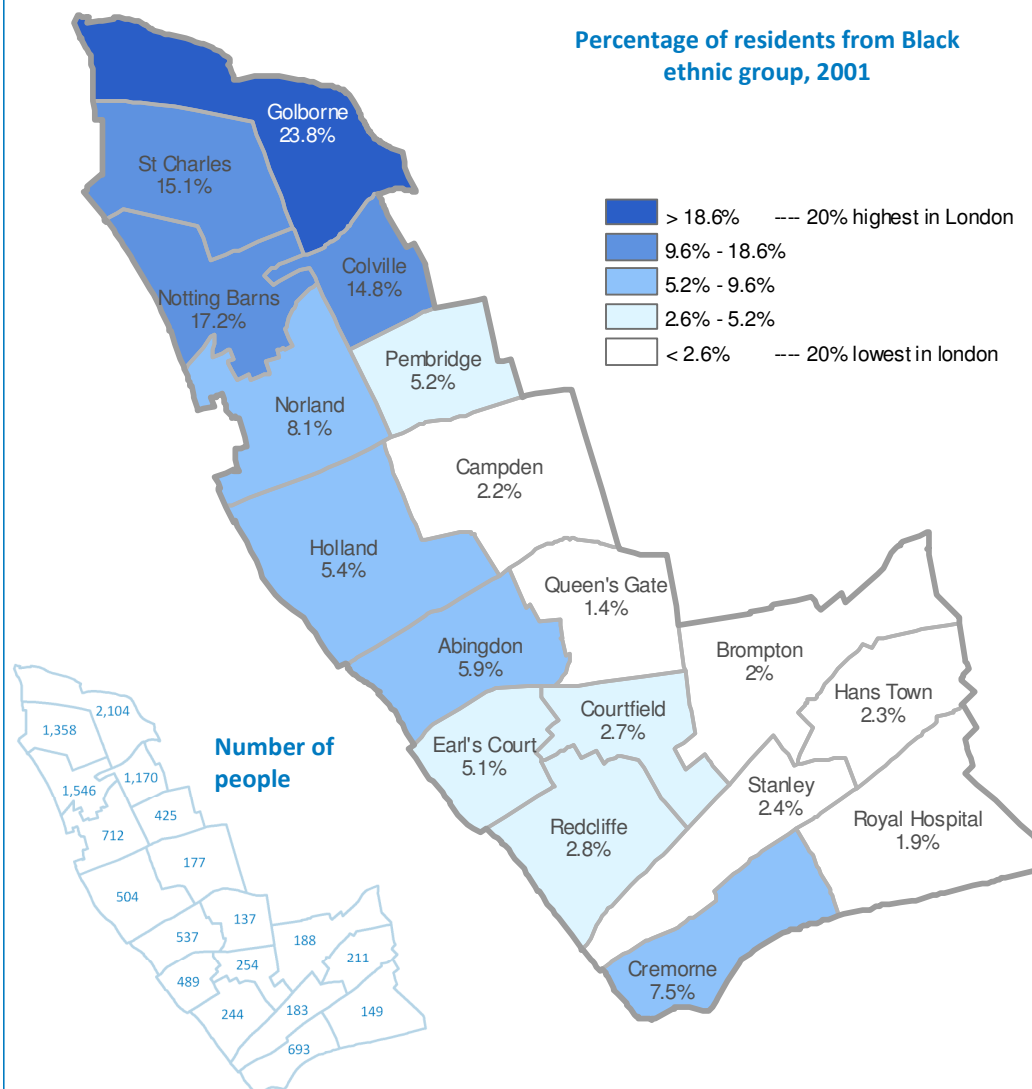 Percentage of residents from Black
ethnic group, 2001
Golborne
23.8%
St Charles
15.1%
> 18.6% ---- 20% highest in London
9.6% - 18.6%
5.2% - 9.6%
2.6% - 5.2%
< 2.6% ---- 20% lowest in london
Colville
14.8%
Notting Barns
17.2%
Pembridge
5.2%
Norland
8.1%
Campden
2.2%
Holland
5.4%
Queen's Gate
1.4%
Abingdon
5.9%
Brompton
2%
Hans Town
2.3%
Courtfield
2.7%
Earl's Court
5.1%
Stanley
2.4%
Redcliffe
2.8%
Royal Hospital
1.9%
Cremorne
7.5%
Number of
people
2,104
1,358
1,170
1,546
425
712
177
504
137
537
188
211
254
489
244
183
149
693